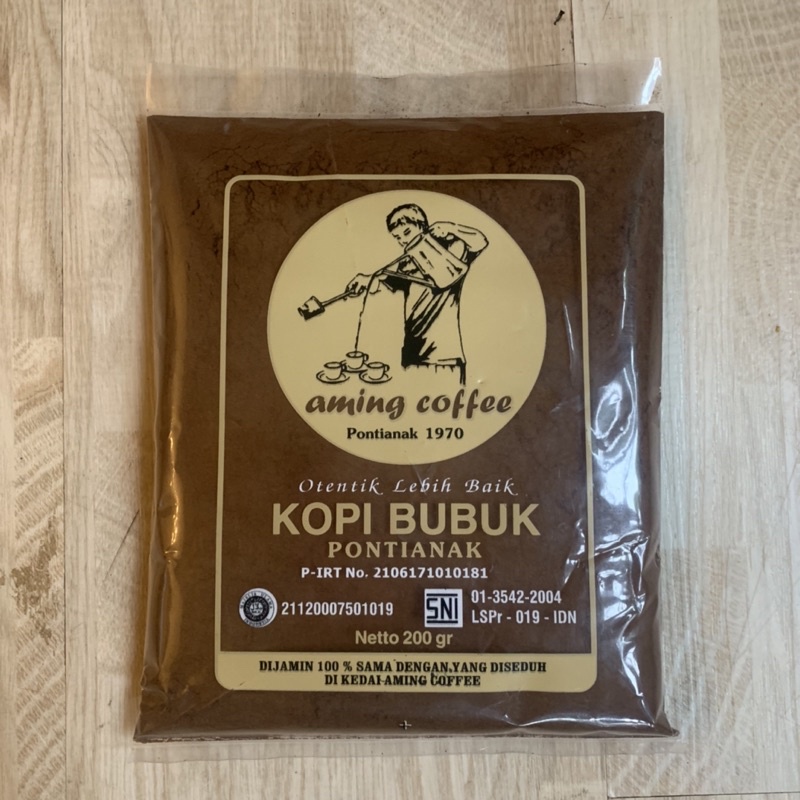 aming coffee
Pontianak 1970
Otentik Lebih Baik
KOPI BUBUK
PONTIANAK
P-IRT No. 2106171010181
21120007501019
SNI
01-3542-2004
LSPr - 019 - IDN
Netto 200 gr
DIJAMIN 100 % SAMA DENGAN YANG DISEDUH
DI KEDAI AMING COFFEE